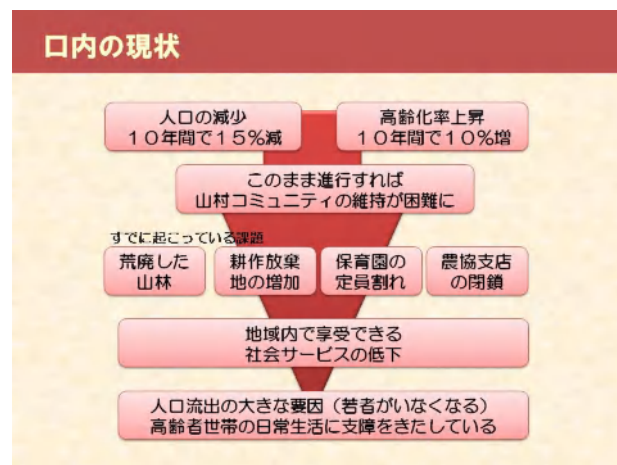 口内の現状
人口の減少
１０年間で１５％減
高齢化率上昇
１０年間で１０％増
このまま進行すれば
山村コミュニティの維持が困難に
すでに起こっている課題
荒廃した
山林
耕作放棄
地の増加
保育園の
定員割れ
農協支店
の閉鎖
地域内で享受できる
社会サービスの低下
人口流出の大きな要因（若者がいなくなる）
高齢者世帯の日常生活に支障をきたしている